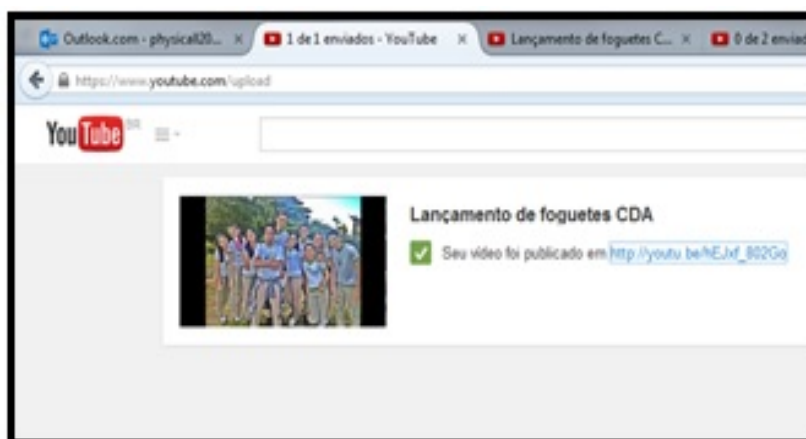 Outlook.com - physicall20...
1 de 1 enviados - YouTube
Lançamento de foguetes C...
0 de 2 enviad
https://www.youtube.com/upload
YouTube BR
Lançamento de foguetes CDA
Seu vídeo foi publicado em http://youtu.be/hEJxf_802Go